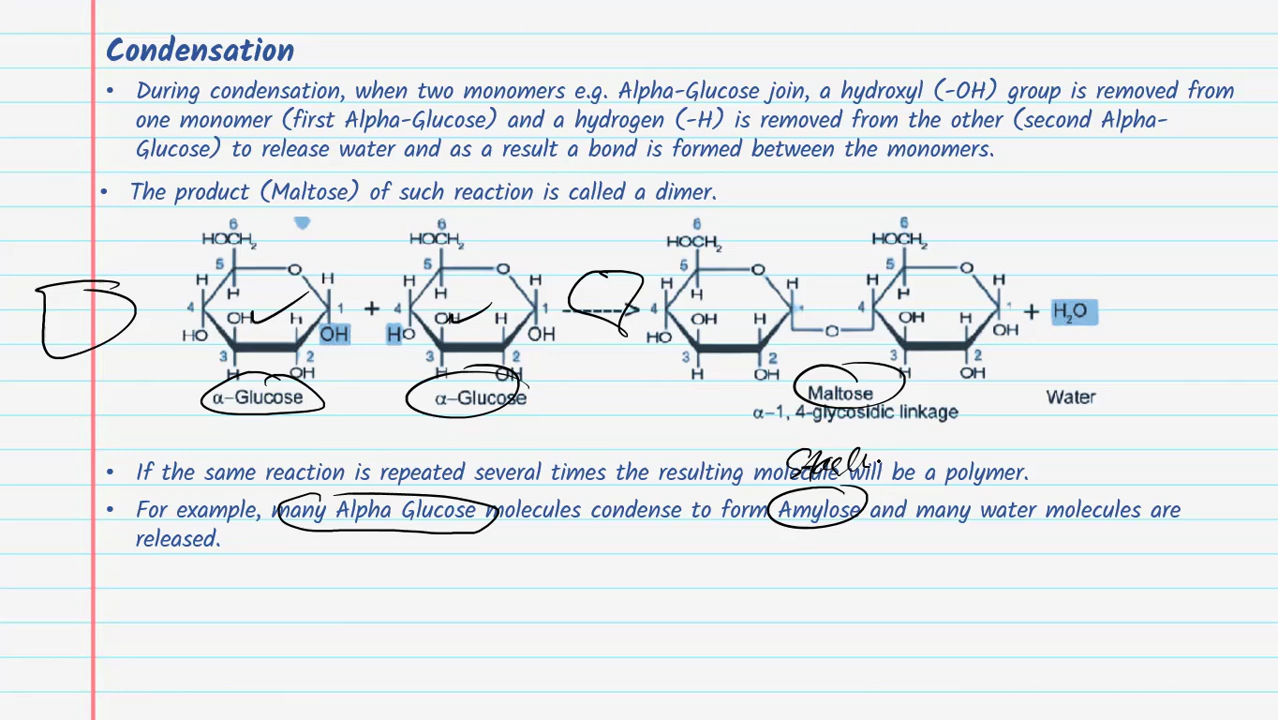 Condensation
• During condensation, when two monomers e.g. Alpha-Glucose join, a hydroxyl (-OH) group is removed from
one monomer (first Alpha-Glucose) and a hydrogen (-H) is removed from the other (second Alpha-
Glucose) to release water and as a result a bond is formed between the monomers.
• The product (Maltose) of such reaction is called a dimer.
6 6 6 6
HOCH2 HOCH2 HOCH2 HOCH2
5 O 5 O 5 O 5 O
H H H H H H H H
H H H H
4 1 + 4 1 4 1 4 1 + H2O
OH H OH H OH H OH H
HO OH HO OH HO O OH
3 2 3 2 3 2 3 2
H OH H OH H OH H OH
α–Glucose α–Glucose Maltose Water
α–1, 4-glycosidic linkage
Starch
• If the same reaction is repeated several times the resulting molecule will be a polymer.
• For example, many Alpha Glucose molecules condense to form Amylose and many water molecules are
released.